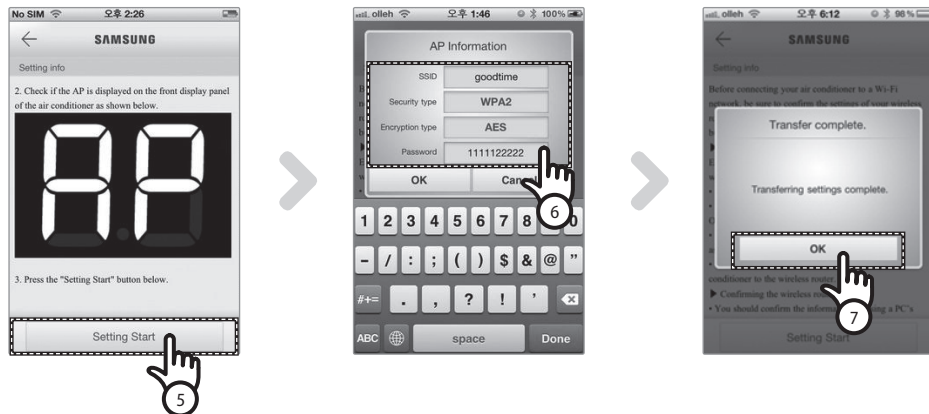 No SIM 오후 2:26
SAMSUNG
Setting info
2. Check if the AP is displayed on the front display panel
of the air conditioner as shown below.
AP
3. Press the "Setting Start" button below.
Setting Start
5
olleh 오후 1:46 100%
AP Information
SSID goodtime
Security type WPA2
Encryption type AES
Password 1111122222
OK
6
1 2 3 4 5 6 7 8 0
- / : ; ( ) $ & @ "
#+= . , ? ! '
ABC space Done
olleh 오후 6:12 96%
SAMSUNG
Setting info
Before connecting your air conditioner to a Wi-Fi
network, be sure to confirm the settings of your wireless
Transfer complete.
Transferring settings complete.
OK
conditioner to the wireless router
▶ Confirming the wireless
• You should confirm the a PC's
Setting Start
7